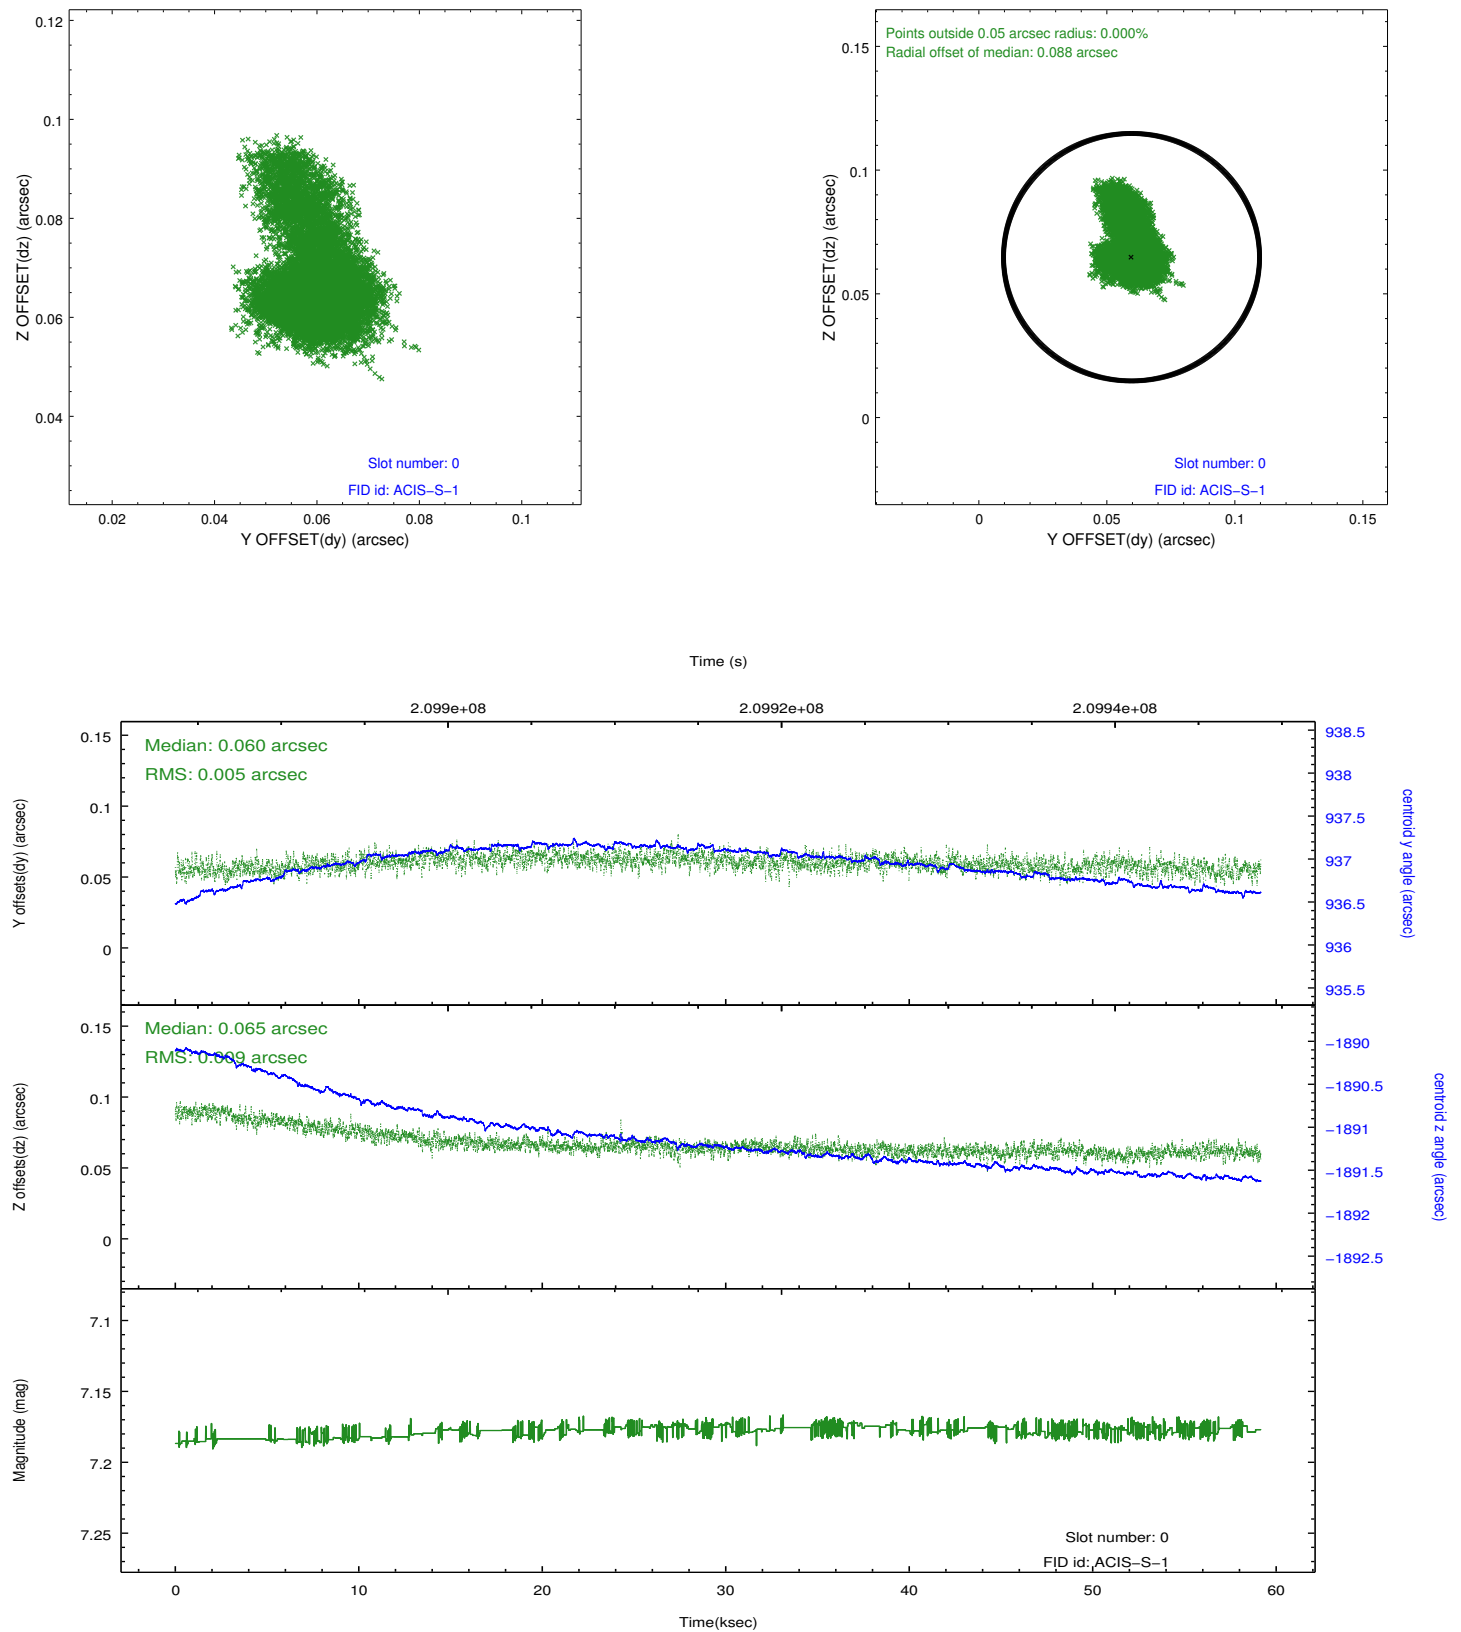 0.12
0.1
0.08
0.06
0.04
Z OFFSET(dz) (arcsec)
Slot number: 0
FID id: ACIS−S−1
0.02 0.04 0.06 0.08 0.1
Y OFFSET(dy) (arcsec)
Points outside 0.05 arcsec radius: 0.000%
Radial offset of median: 0.088 arcsec
0.15
0.1
0.05
0
Z OFFSET(dz) (arcsec)
Slot number: 0
FID id: ACIS−S−1
0 0.05 0.1 0.15
Y OFFSET(dy) (arcsec)
Time (s)
2.099e+08 2.0992e+08 2.0994e+08
Median: 0.060 arcsec
RMS: 0.005 arcsec
0.15
0.1
0.05
0
Y offsets(dy) (arcsec)
938.5
938
937.5
937
936.5
936
935.5
centroid y angle (arcsec)
Median: 0.065 arcsec
RMS: 0.009 arcsec
0.15
0.1
0.05
0
Z offsets(dz) (arcsec)
−1890
−1890.5
−1891
−1891.5
−1892
−1892.5
centroid z angle (arcsec)
7.1
7.15
7.2
7.25
Magnitude (mag)
Slot number: 0
FID id: ACIS−S−1
0 10 20 30 40 50 60
Time(ksec)